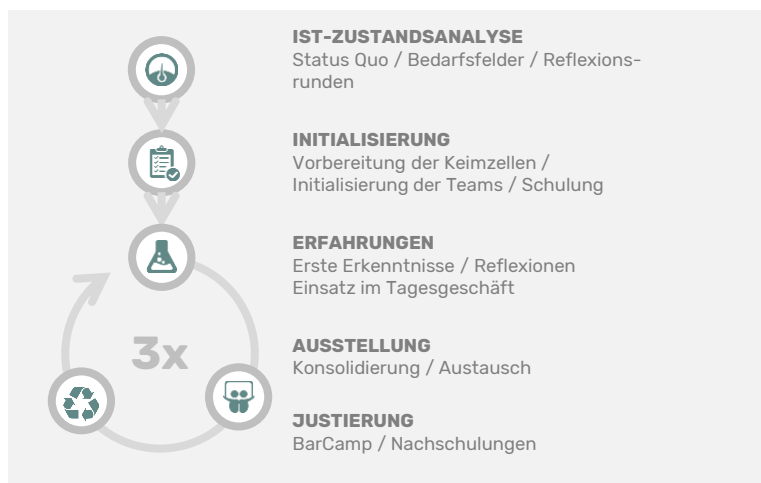 IST-ZUSTANDSANALYSE
Status Quo / Bedarfsfelder / Reflexions-
runden
INITIALISIERUNG
Vorbereitung der Keimzellen /
Initialisierung der Teams / Schulung
ERFAHRUNGEN
Erste Erkenntnisse / Reflexionen
Einsatz im Tagesgeschäft
3x
AUSSTELLUNG
Konsolidierung / Austausch
JUSTIERUNG
BarCamp / Nachschulungen